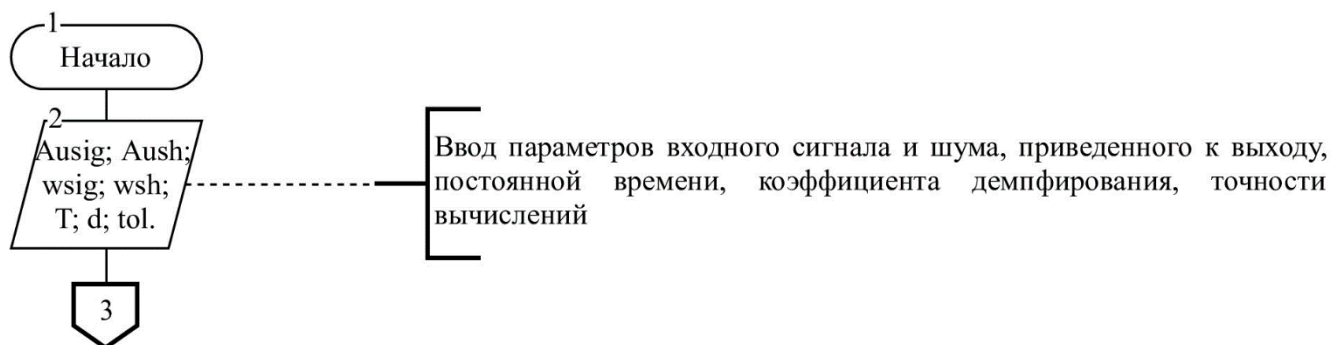 1
Начало
2
Ausig; Aush;
wsig; wsh;
T; d; tol.
Ввод параметров входного сигнала и шума, приведенного к выходу,
постоянной времени, коэффициента демпфирования, точности
вычислений
3